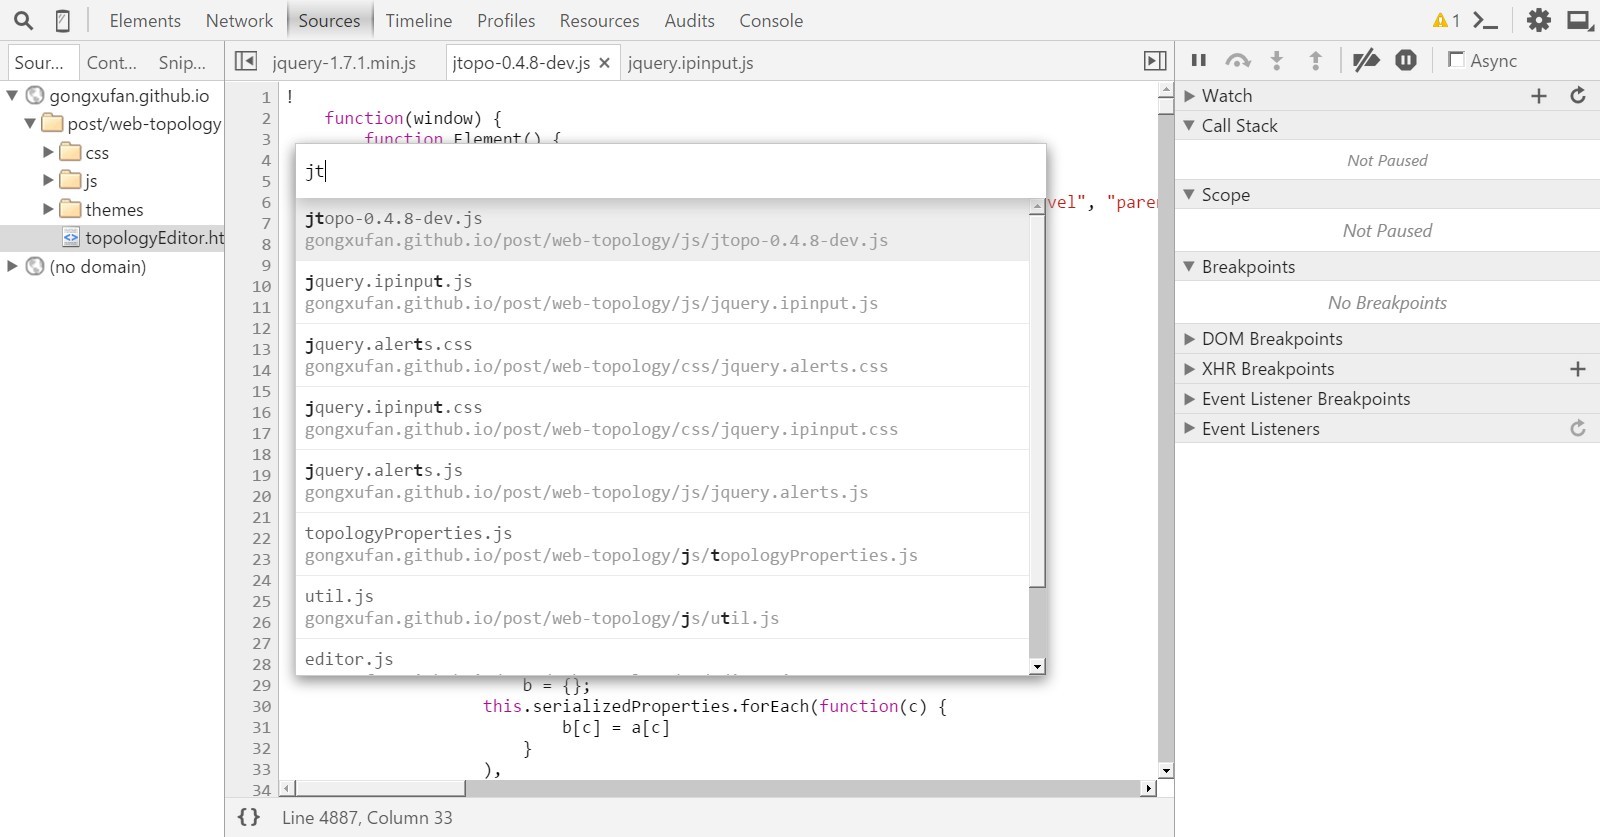 Elements Network Sources Timeline Profiles Resources Audits Console 1
Sour... Cont... Snip... jquery-1.7.1.min.js jtopo-0.4.8-dev.js × jquery.ipinput.js Async
gongxufan.github.io
post/web-topology
css
js
themes
topologyEditor.ht
(no domain)
1 !
2 function(window) {
3 function Element() {
4
5
6 vel", "paren
7
8
9
10
11
12
13
14
15
16
17
18
19
20
21
22
23
24
25
26
27
28
29 b = {};
30 this.serializedProperties.forEach(function(c) {
31 b[c] = a[c]
32 }
33 ),
34
jt
jtopo-0.4.8-dev.js
gongxufan.github.io/post/web-topology/js/jtopo-0.4.8-dev.js
jquery.ipinput.js
gongxufan.github.io/post/web-topology/js/jquery.ipinput.js
jquery.alerts.css
gongxufan.github.io/post/web-topology/css/jquery.alerts.css
jquery.ipinput.css
gongxufan.github.io/post/web-topology/css/jquery.ipinput.css
jquery.alerts.js
gongxufan.github.io/post/web-topology/js/jquery.alerts.js
topologyProperties.js
gongxufan.github.io/post/web-topology/js/topologyProperties.js
util.js
gongxufan.github.io/post/web-topology/js/util.js
editor.js
{} Line 4887, Column 33
Watch
Call Stack
Not Paused
Scope
Not Paused
Breakpoints
No Breakpoints
DOM Breakpoints
XHR Breakpoints
Event Listener Breakpoints
Event Listeners